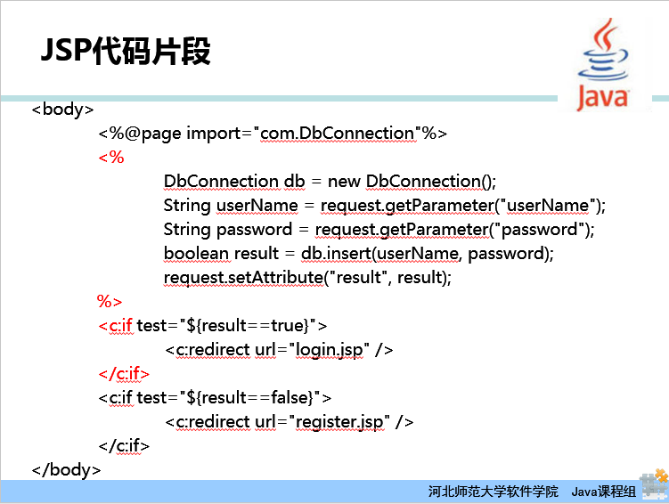 JSP代码片段
Java
<body>
<%@page import="com.DbConnection"%>
<%
DbConnection db = new DbConnection();
String userName = request.getParameter("userName");
String password = request.getParameter("password");
boolean result = db.insert(userName, password);
request.setAttribute("result", result);
%>
<c:if test="${result==true}">
<c:redirect url="login.jsp" />
</c:if>
<c:if test="${result==false}">
<c:redirect url="register.jsp" />
</c:if>
</body>
河北师范大学软件学院 Java课程组